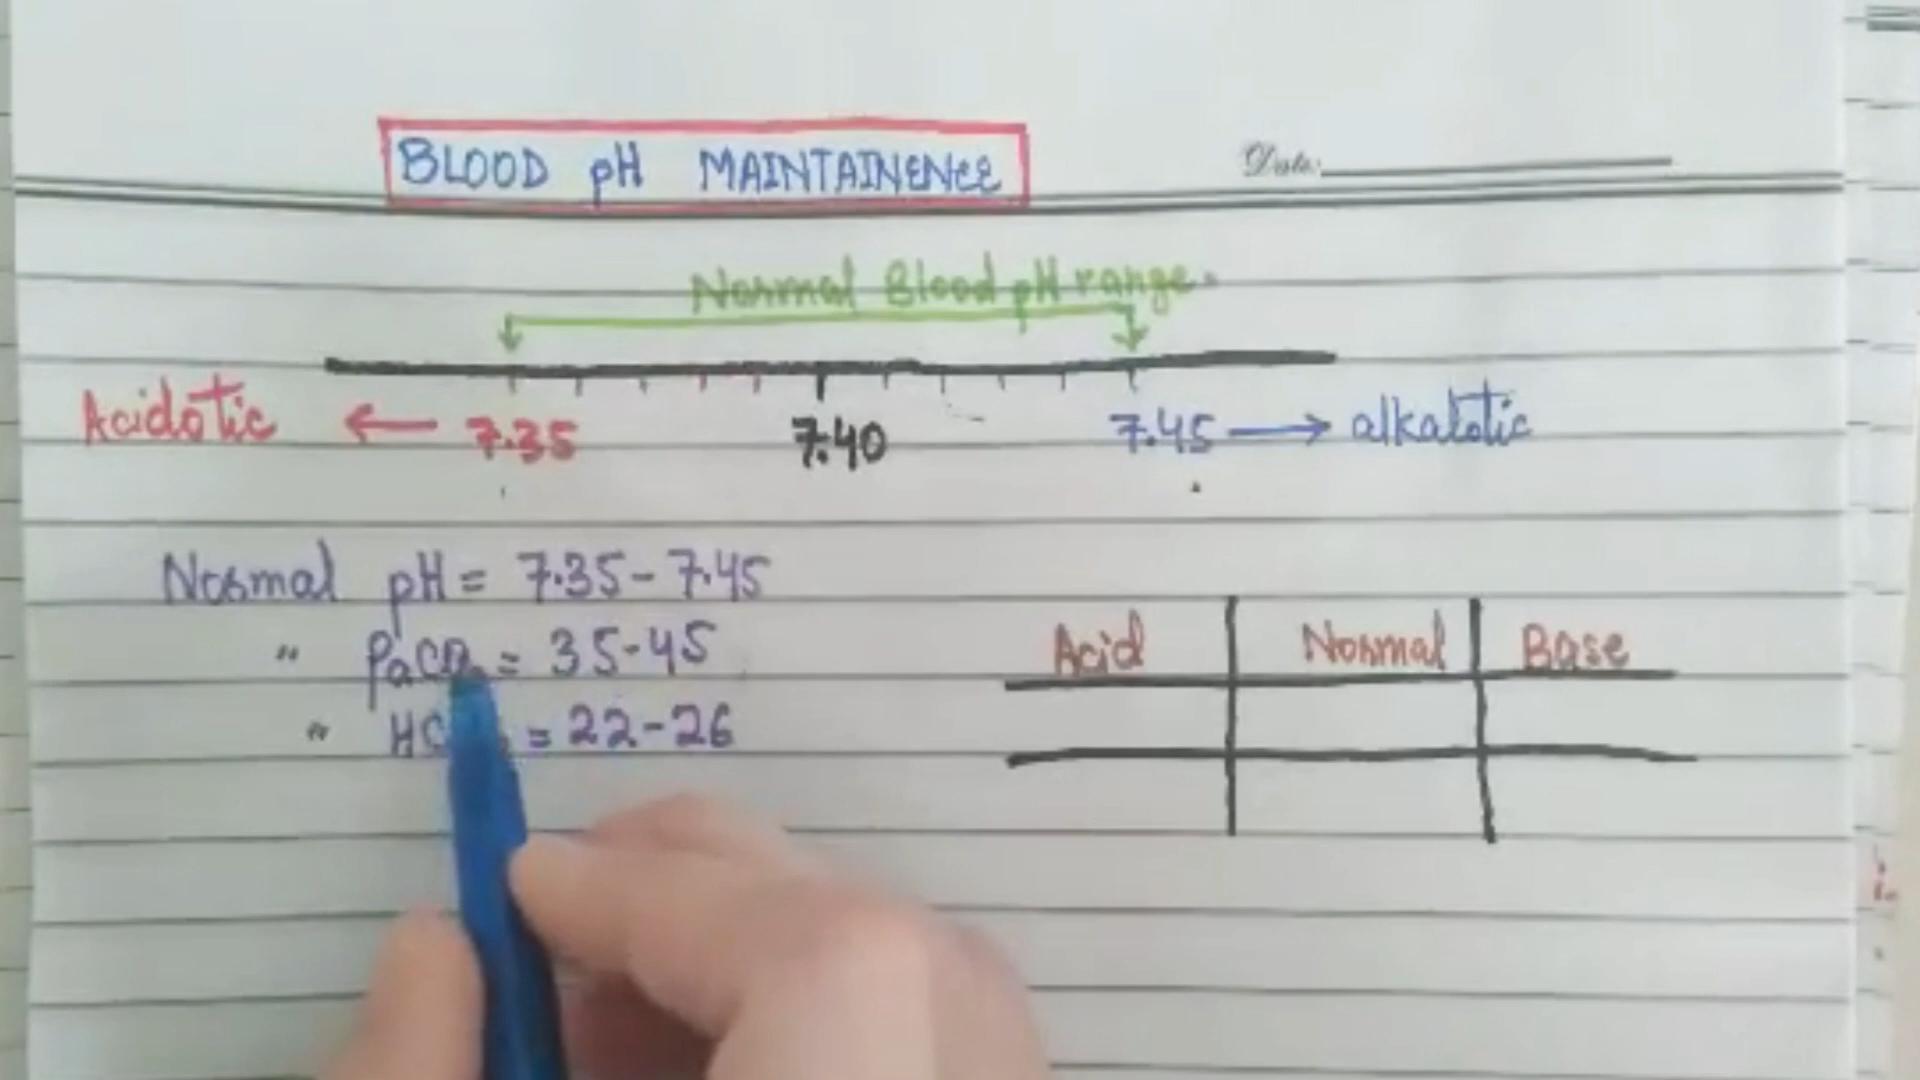 BLOOD pH MAINTAINENCE
Date:
Normal Blood pH range
Acidotic ← 7.35 7.40 7.45 → alkalotic
Normal pH = 7.35-7.45
" PaCO₂ = 35-45
" = 22-26
Acid Normal Base